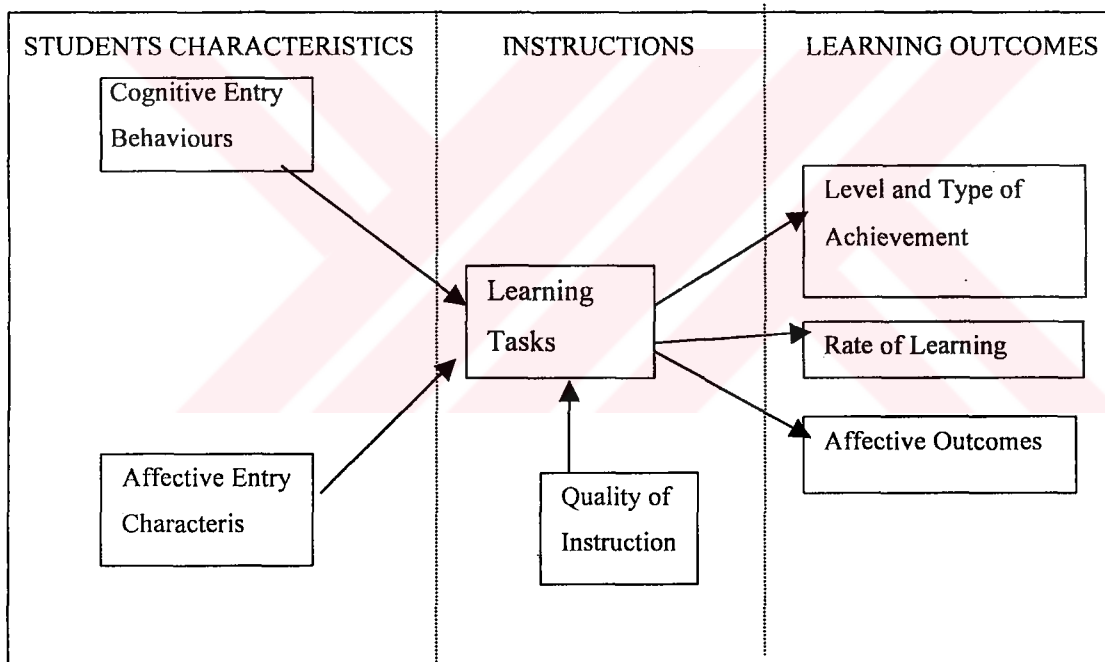 STUDENTS CHARACTERISTICS
Cognitive Entry
Behaviours
Affective Entry
Characteris
INSTRUCTIONS
Learning
Tasks
Quality of
Instruction
LEARNING OUTCOMES
Level and Type of
Achievement
Rate of Learning
Affective Outcomes